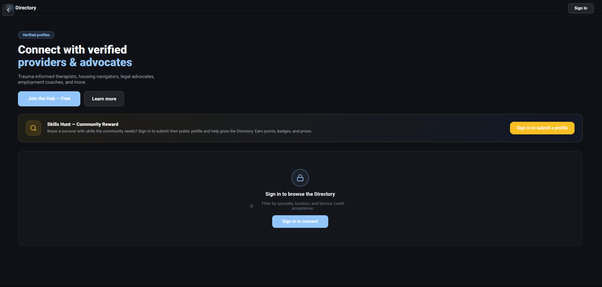 Directory
Sign In
Verified profiles
Connect with verified
providers & advocates
Trauma-informed therapists, housing navigators, legal advocates,
employment coaches, and more.
Join the Hub — Free
Learn more
Skills Hunt — Community Reward
Know a survivor with skills the community needs? Sign in to submit their public profile and help grow the Directory. Earn points, badges, and prizes.
Sign in to submit a profile
Sign in to browse the Directory
Filter by specialty, location, and Service Credit
acceptance.
Sign in to connect